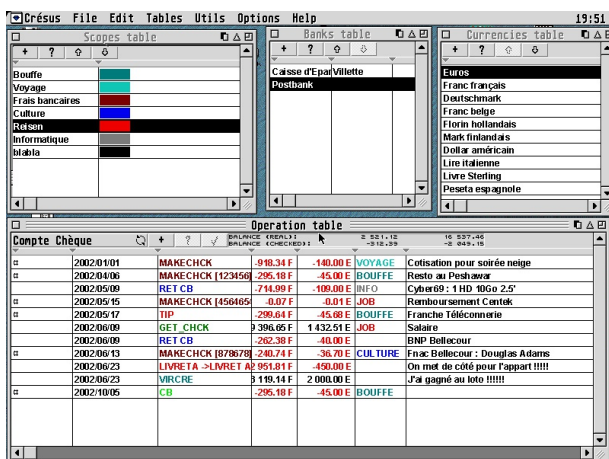 Crésus File Edit Tables Utils Options Help 19:51
Scopes table
+ ?
Bouffe
Voyage
Frais bancaires
Culture
Reisen
Informatique
blabla
Banks table
+ ?
Caisse d'Epar Villette
Postbank
Currencies table
+ ?
Euros
Franc français
Deutschmark
Franc belge
Florin hollandais
Mark finlandais
Dollar américain
Lire italienne
Livre Sterling
Peseta espagnole
Operation table
Compte Chèque + ? BALANCE (REAL): 2 521.12 16 537.46
BALANCE (CHECKED): -312.39 -2 049.15
2002/01/01 MAKECHCK -918.34 F -140.00 E VOYAGE Cotisation pour soirée neige
2002/04/06 MAKECHCK [123456] -295.18 F -45.00 E BOUFFE Resto au Peshawar
2002/05/09 RET CB -714.99 F -109.00 E INFO Cyber69 : 1 HD 10Go 2.5'
2002/05/15 MAKECHCK [456465 -0.07 F -0.01 E JOB Remboursement Centek
2002/05/17 TIP -299.64 F -45.68 E BOUFFE Franche Téléconnerie
2002/06/09 GET_CHCK 9 396.65 F 1 432.51 E JOB Salaire
2002/06/09 RET CB -262.38 F -40.00 E BNP Bellecour
2002/06/13 MAKECHCK [878678] -240.74 F -36.70 E CULTURE Fnac Bellecour : Douglas Adams
2002/06/23 LIVRETA ->LIVRET A 2 951.81 F -450.00 E On met de côté pour l'appart !!!!!
2002/06/23 VIRCRE 3 119.14 F 2 000.00 E J'ai gagné au loto !!!!!!
2002/10/05 CB -295.18 F -45.00 E BOUFFE